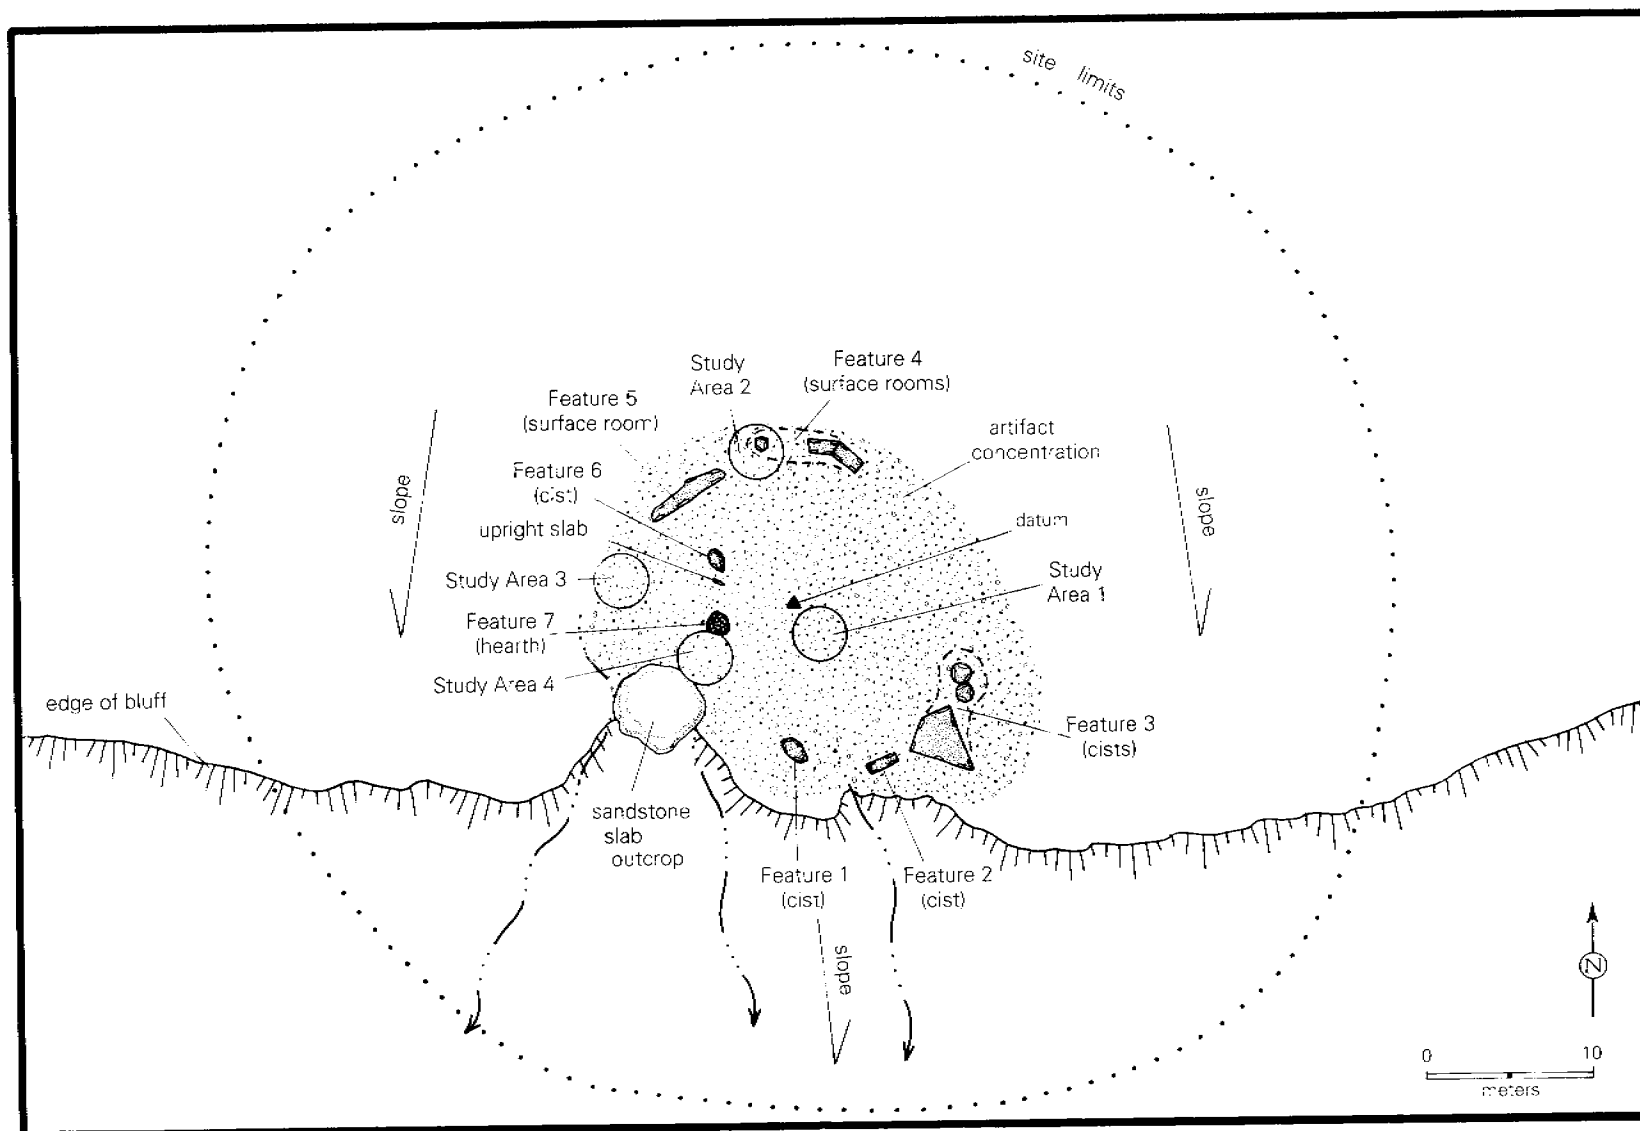 site limits
Study
Area 2
Feature 4
(surface rooms)
Feature 5
(surface room)
artifact
concentration
Feature 6
(cist)
slope
slope
upright slab
datum
Study Area 3
Study
Area 1
Feature 7
(hearth)
Study Area 4
edge of bluff
Feature 3
(cists)
sandstone
slab
outcrop
Feature 1
(cist)
Feature 2
(cist)
slope
N
0 10
meters